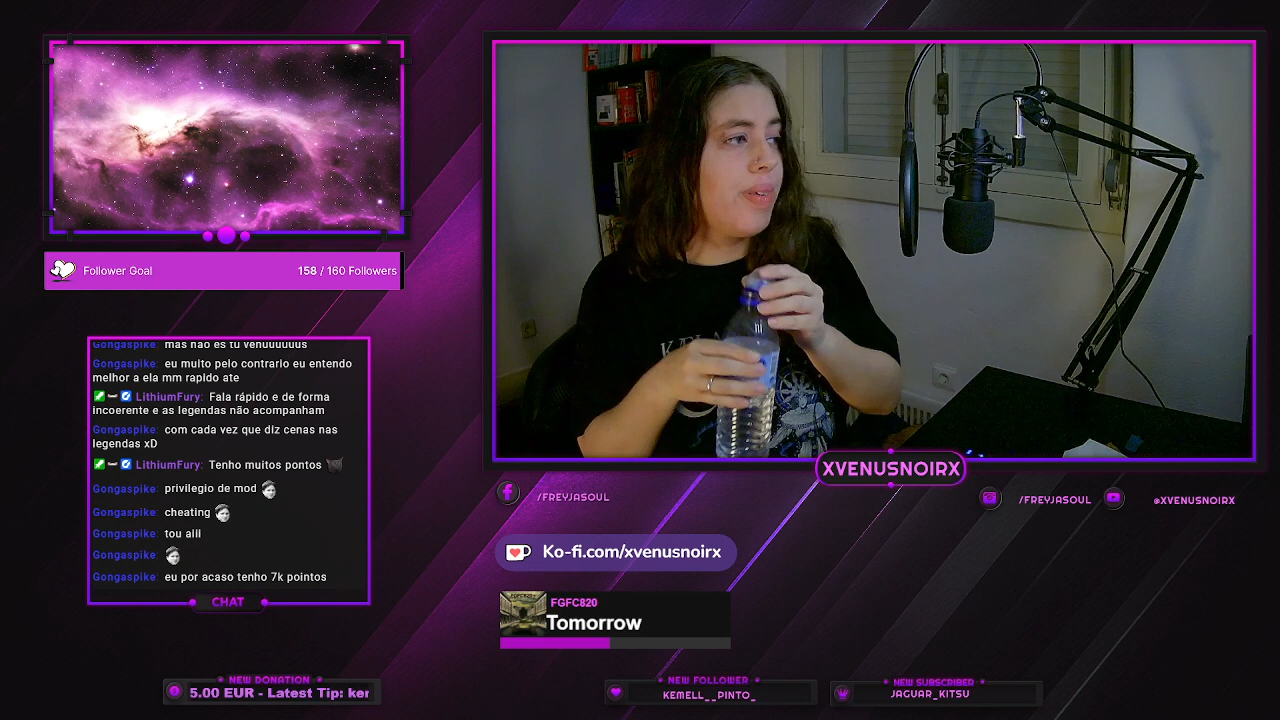 Follower Goal
158 / 160 Followers
Gongaspike: mas não és tu venuuuuuus
Gongaspike: eu muito pelo contrario eu entendo
melhor a ela mm rapido ate
LithiumFury: Fala rápido e de forma
incoerente e as legendas não acompanham
Gongaspike: com cada vez que diz cenas nas
legendas xD
LithiumFury: Tenho muitos pontos
Gongaspike: privilegio de mod
Gongaspike: cheating
Gongaspike: tou alii
Gongaspike:
Gongaspike: eu por acaso tenho 7k pointos
CHAT
XVENUSNOIRX
/FREYJASOUL
/FREYJASOUL
@XVENUSNOIRX
Ko-fi.com/xvenusnoirx
FGFC820
Tomorrow
NEW DONATION
5.00 EUR - Latest Tip: ker
NEW FOLLOWER
KEMELL__PINTO_
NEW SUBSCRIBER
JAGUAR_KITSU